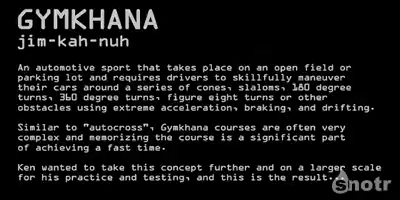 GYMKHANA
jim-kah-nuh
An automotive sport that takes place on an open field or
parking lot and requires drivers to skillfully maneuver
their cars around a series of cones, slaloms, 180 degree
turns, 360 degree turns, figure eight turns or other
obstacles using extreme acceleration, braking, and drifting.
Similar to "autocross", Gymkhana courses are often very
complex and memorizing the course is a significant part
of achieving a fast time.
Ken wanted to take this concept further and on a larger scale
for his practice and testing, and this is the result...
snotr